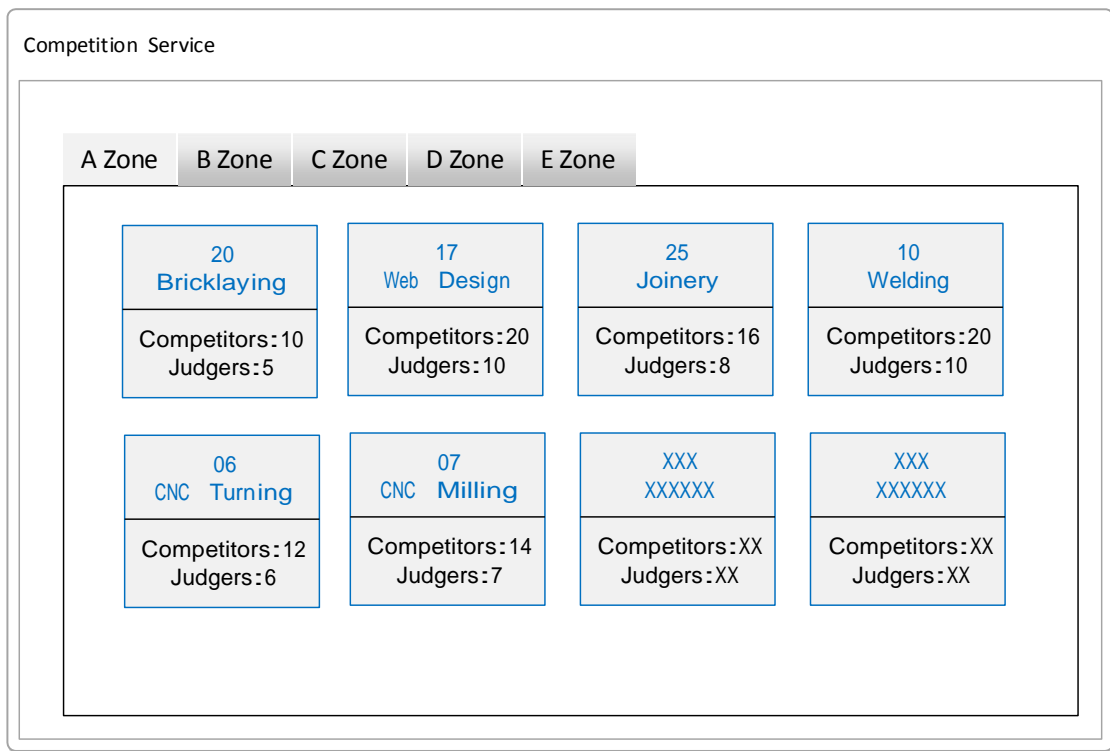 Competition Service
A Zone
B Zone
C Zone
D Zone
E Zone
20
Bricklaying
Competitors:10
Judgers:5
17
Web Design
Competitors:20
Judgers:10
25
Joinery
Competitors:16
Judgers:8
10
Welding
Competitors:20
Judgers:10
06
CNC Turning
Competitors:12
Judgers:6
07
CNC Milling
Competitors:14
Judgers:7
XXX
XXXXXX
Competitors:XX
Judgers:XX
XXX
XXXXXX
Competitors:XX
Judgers:XX